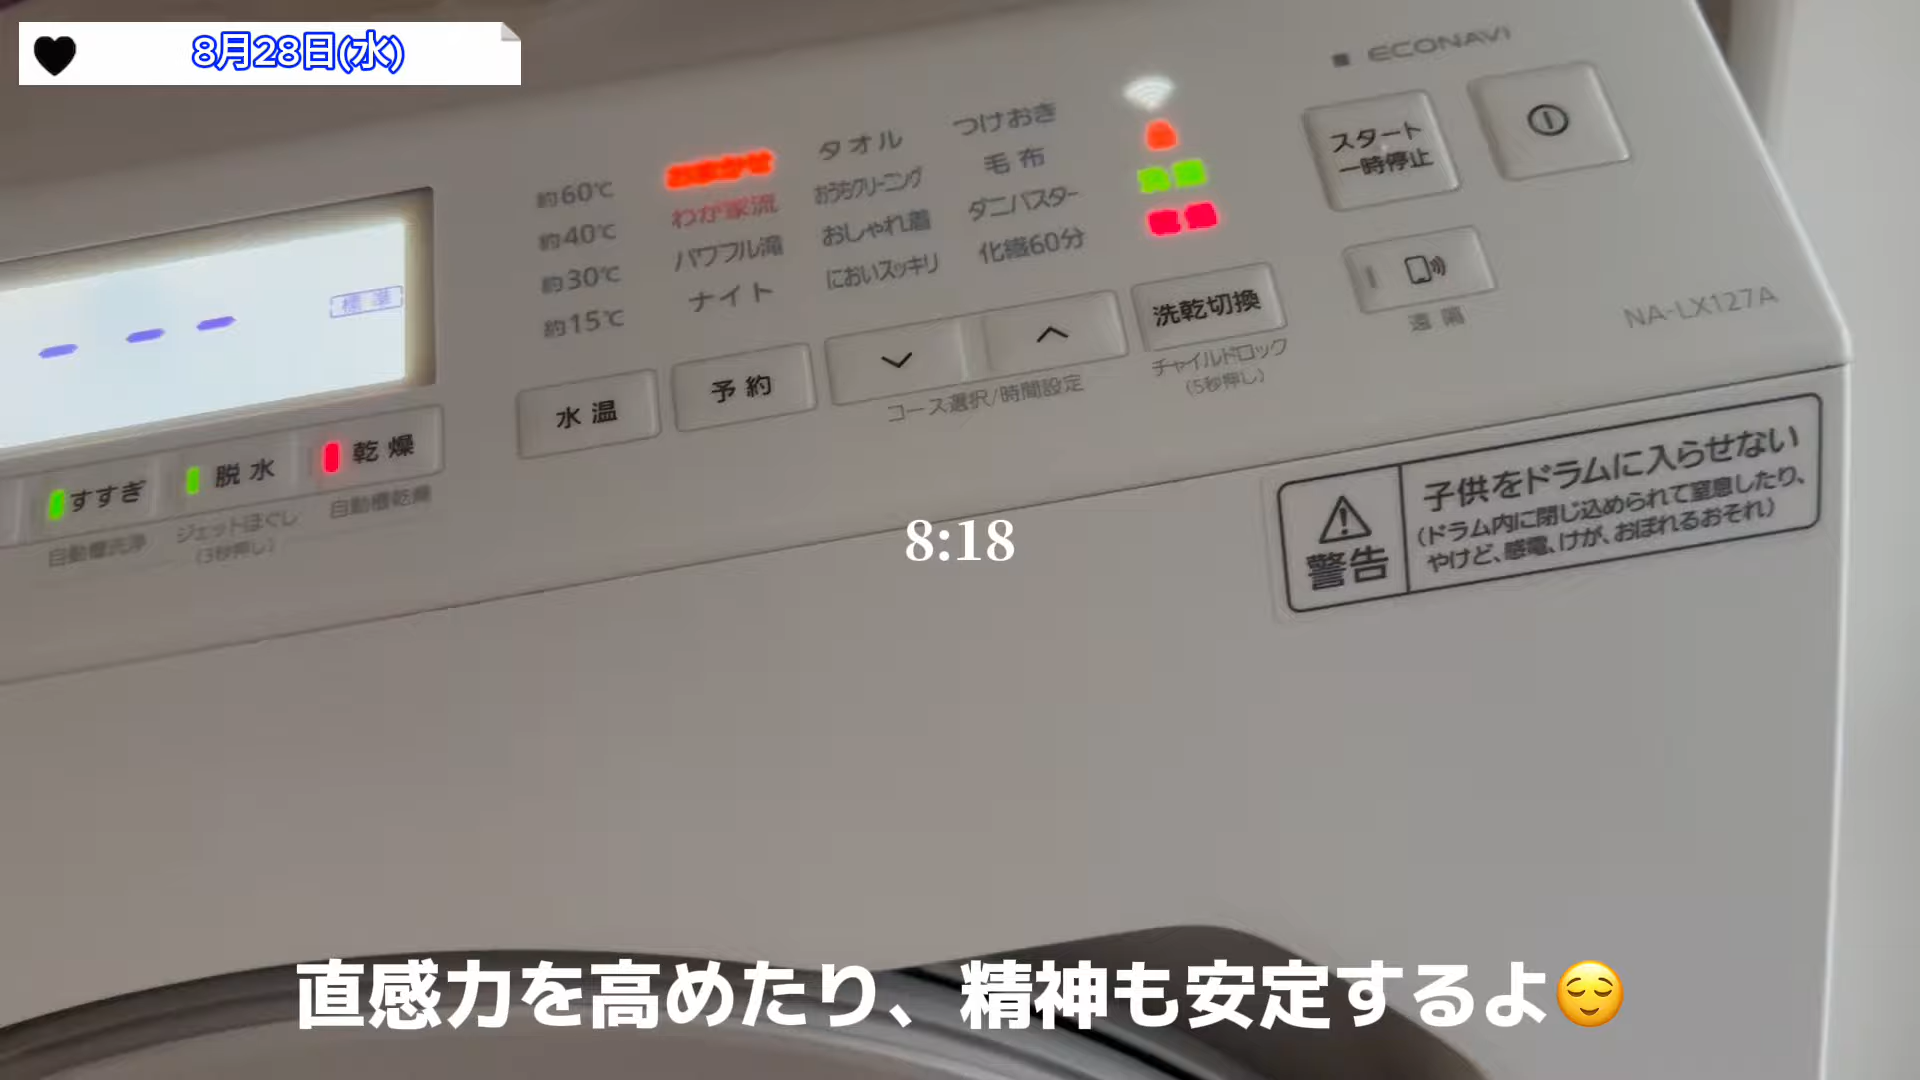 8月28日(水)
ECONAVI
約60℃
約40℃
約30℃
約15℃
おまかせ
わが家流
パワフル滝
ナイト
タオル
おうちクリーニング
おしゃれ着
においスッキリ
つけおき
毛布
ダニバスター
化繊60分
スタート
一時停止
標準
水温
予約
コース選択/時間設定
洗乾切換
チャイルドロック
(5秒押し)
遠隔
NA-LX127A
すすぎ
自動槽洗浄
脱水
ジェットほぐし
(3秒押し)
乾燥
自動槽乾燥
8:18
警告
子供をドラムに入らせない
(ドラム内に閉じ込められて窒息したり、
やけど、感電、けが、おぼれるおそれ)
直感力を高めたり、精神も安定するよ😌